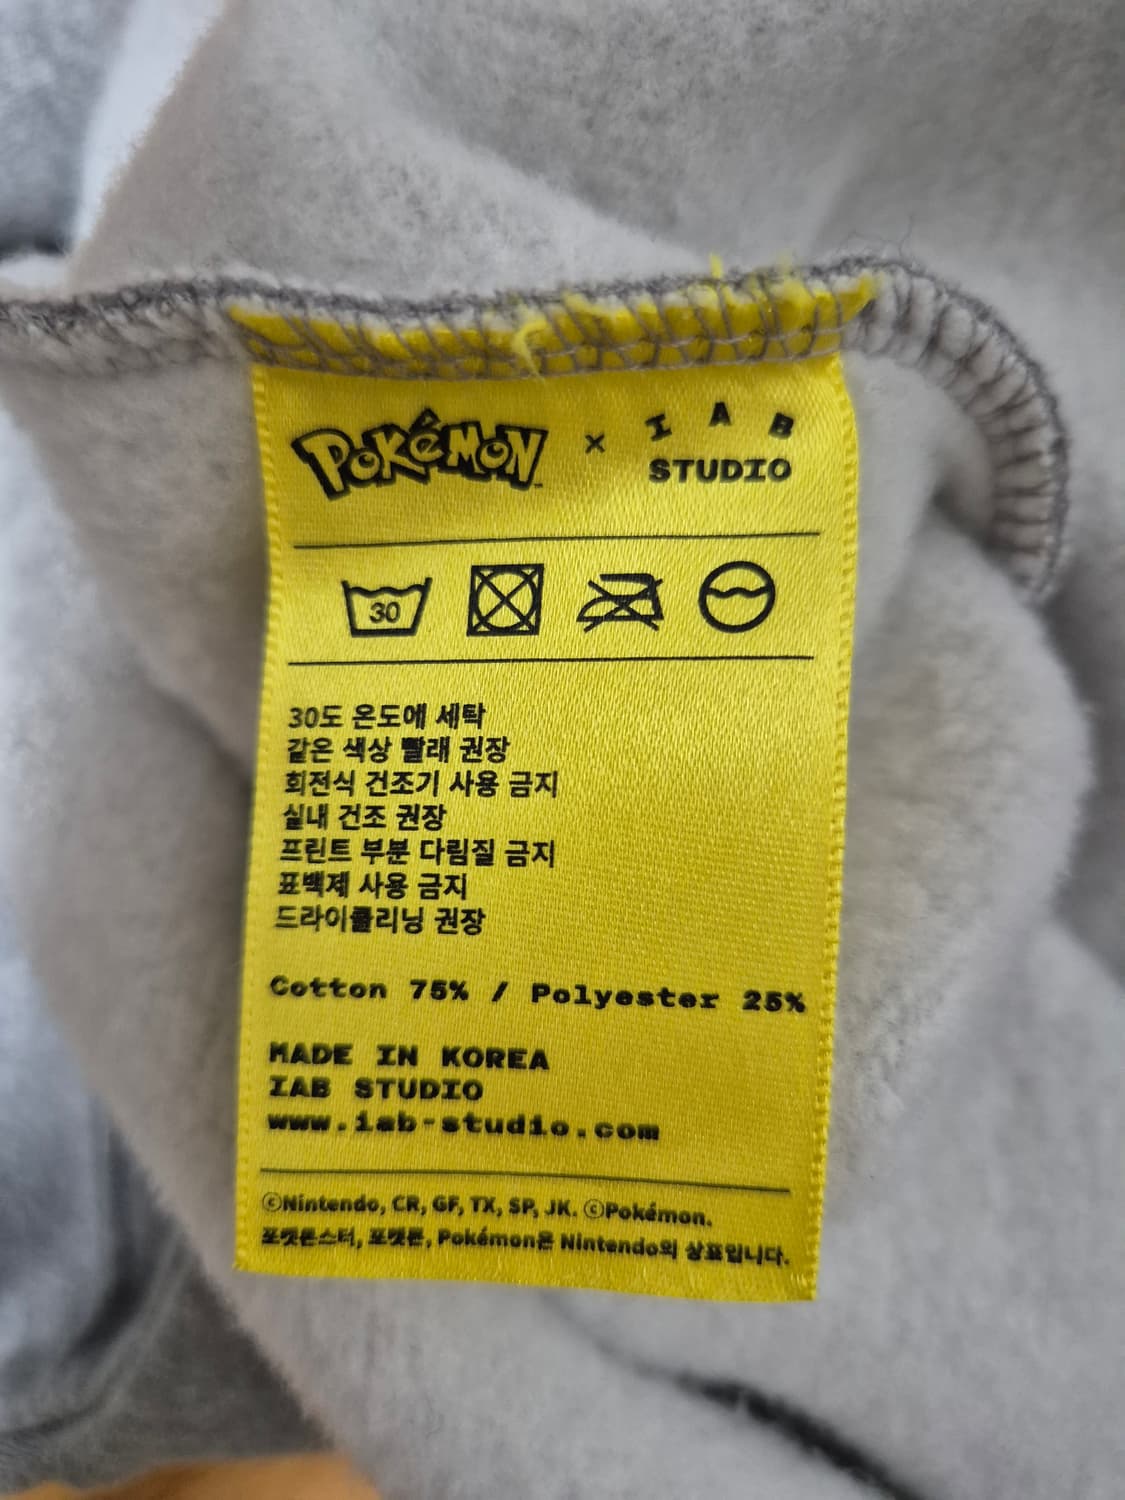 POKéMON™ × IAB STUDIO
30
30도 온도에 세탁
같은 색상 빨래 권장
회전식 건조기 사용 금지
실내 건조 권장
프린트 부분 다림질 금지
표백제 사용 금지
드라이클리닝 권장
Cotton 75% / Polyester 25%
MADE IN KOREA
IAB STUDIO
www.iab-studio.com
ⓒNintendo, CR, GF, TX, SP, JK. ⓒPokémon.
포켓몬스터, 포켓몬, Pokémon은 Nintendo의 상표입니다.